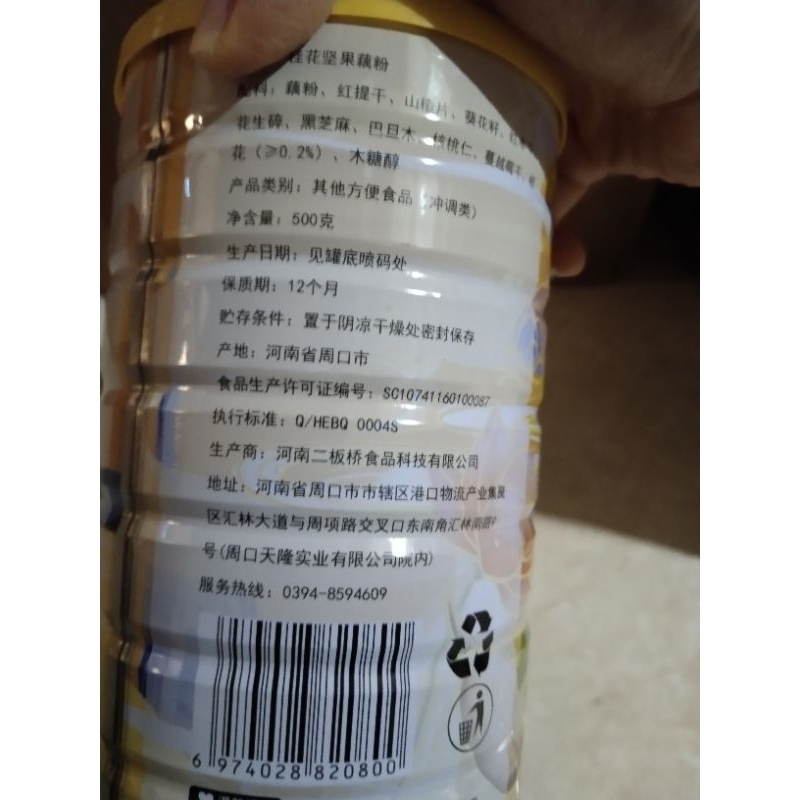 桂花坚果藕粉
配料：藕粉、红提干、山楂片、葵花籽、红
花生碎、黑芝麻、巴旦木、核桃仁、蔓越莓干、
花（≥0.2%）、木糖醇
产品类别：其他方便食品（冲调类）
净含量：500克
生产日期：见罐底喷码处
保质期：12个月
贮存条件：置于阴凉干燥处密封保存
产地：河南省周口市
食品生产许可证编号：SC10741160100087
执行标准：Q/HEBQ 0004S
生产商：河南二板桥食品科技有限公司
地址：河南省周口市市辖区港口物流产业集聚
区汇林大道与周项路交叉口东南角汇林南路
号(周口天隆实业有限公司院内)
服务热线：0394-8594609
6 974028 820800